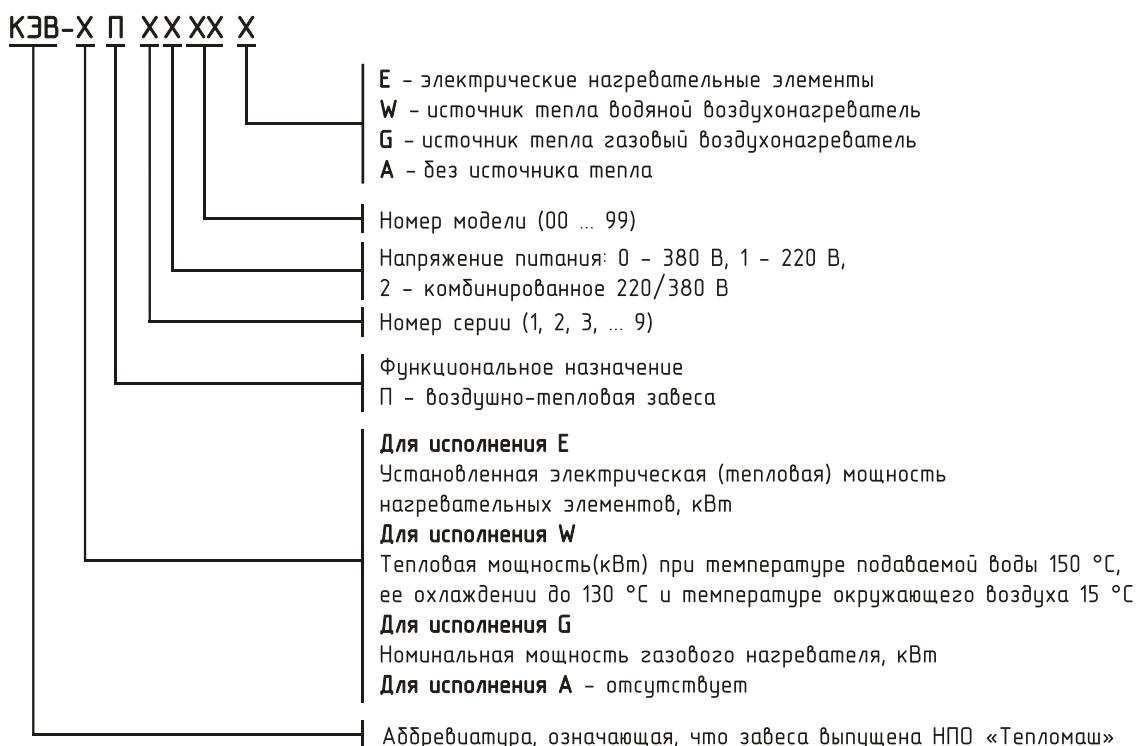 КЭВ-Х П Х Х ХХ Х
E – электрические нагревательные элементы
W – источник тепла водяной воздухонагреватель
G – источник тепла газовый воздухонагреватель
A – без источника тепла
Номер модели (00 ... 99)
Напряжение питания: 0 – 380 В, 1 – 220 В,
2 – комбинированное 220/380 В
Номер серии (1, 2, 3, ... 9)
Функциональное назначение
П – воздушно-тепловая завеса
Для исполнения E
Установленная электрическая (тепловая) мощность
нагревательных элементов, кВт
Для исполнения W
Тепловая мощность(кВт) при температуре подаваемой воды 150 °С,
ее охлаждении до 130 °С и температуре окружающего воздуха 15 °С
Для исполнения G
Номинальная мощность газового нагревателя, кВт
Для исполнения A – отсутствует
Аббревиатура, означающая, что завеса выпущена НПО «Тепломаш»